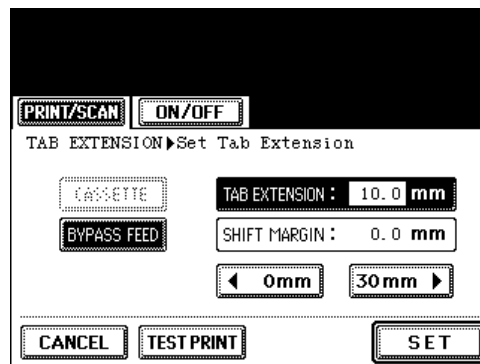 PRINT/SCAN ON/OFF
TAB EXTENSION▶Set Tab Extension
CASSETTE TAB EXTENSION: 10.0 mm
BYPASS FEED SHIFT MARGIN: 0.0 mm
◀ 0mm 30mm ▶
CANCEL TEST PRINT SET